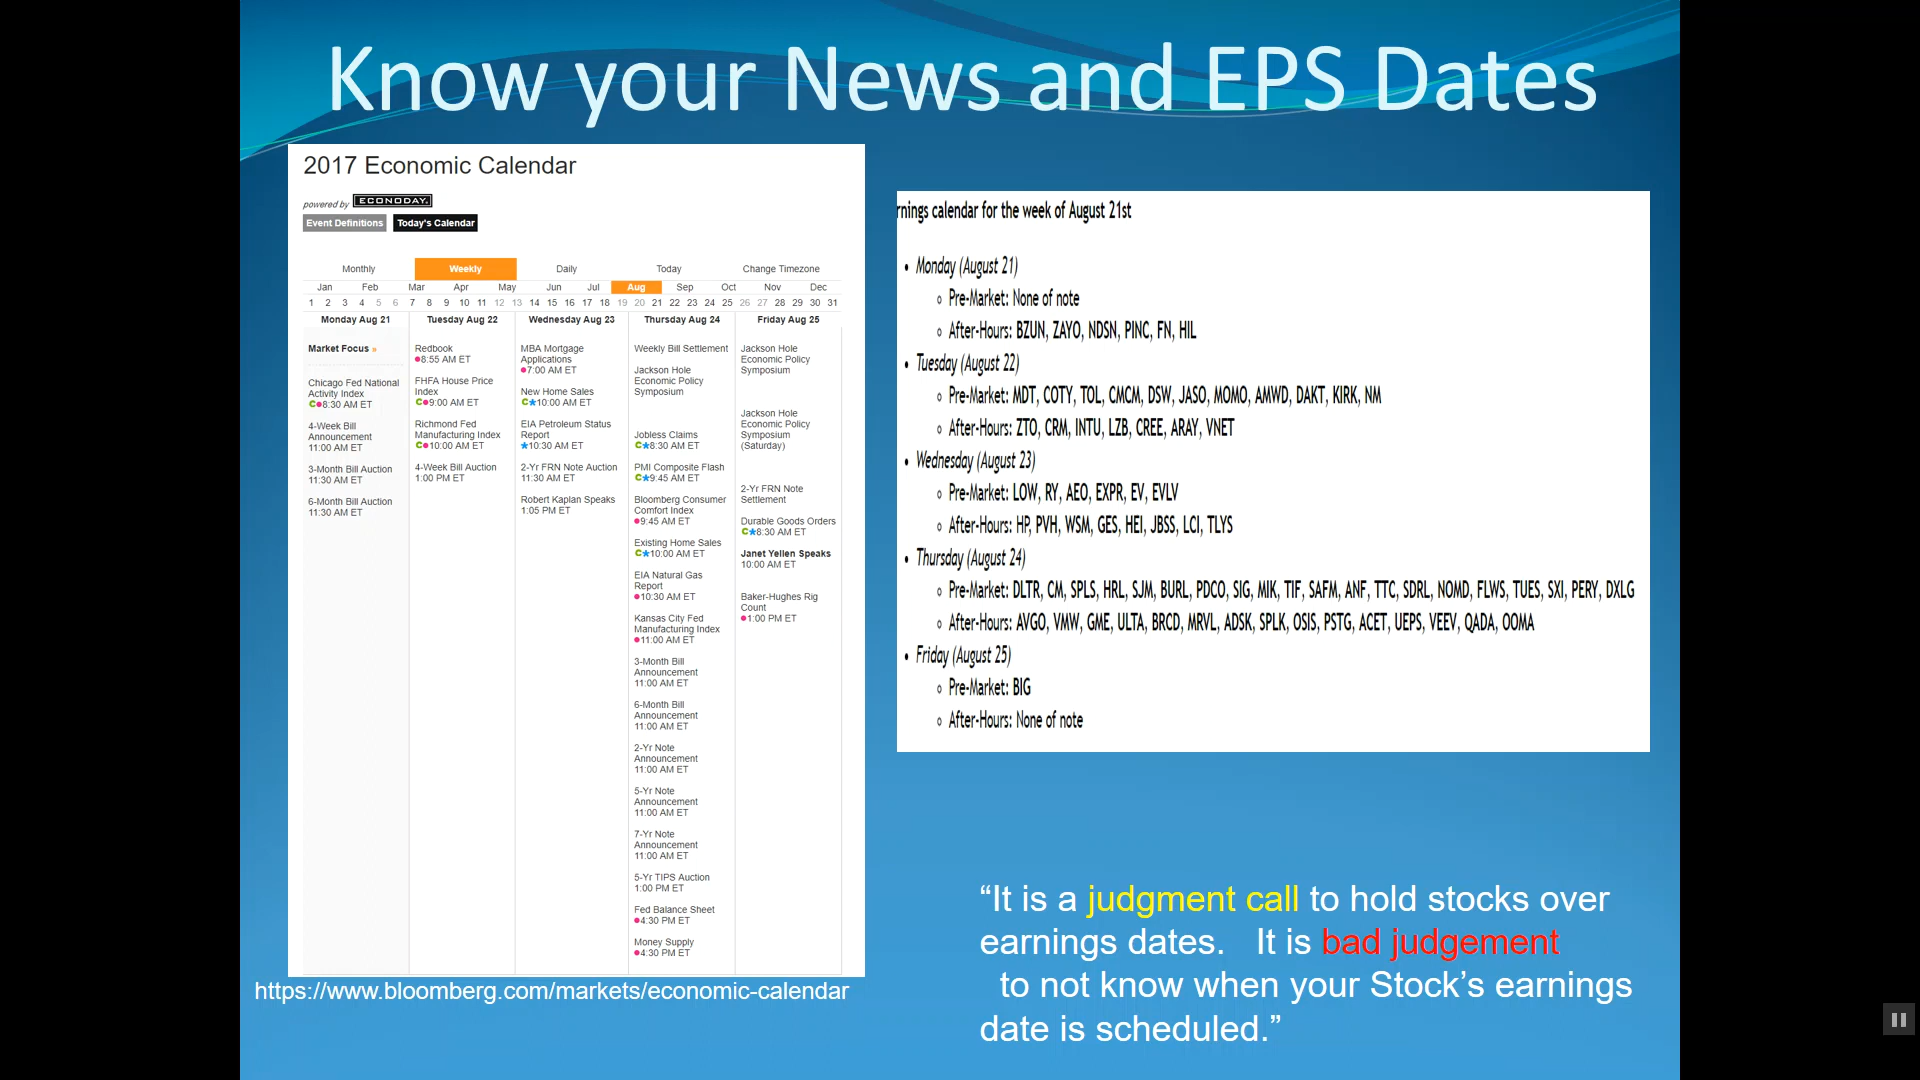 Know your News and EPS Dates
2017 Economic Calendar
powered by ECONODAY.
Event Definitions Today's Calendar
Monthly Weekly Daily Today Change Timezone
Jan Feb Mar Apr May Jun Jul Aug Sep Oct Nov Dec
1 2 3 4 5 6 7 8 9 10 11 12 13 14 15 16 17 18 19 20 21 22 23 24 25 26 27 28 29 30 31
Monday Aug 21
Market Focus »
Chicago Fed National
Activity Index
C 8:30 AM ET
4-Week Bill
Announcement
11:00 AM ET
3-Month Bill Auction
11:30 AM ET
6-Month Bill Auction
11:30 AM ET
Tuesday Aug 22
Redbook
8:55 AM ET
FHFA House Price
Index
C 9:00 AM ET
Richmond Fed
Manufacturing Index
C 10:00 AM ET
4-Week Bill Auction
1:00 PM ET
Wednesday Aug 23
MBA Mortgage
Applications
7:00 AM ET
New Home Sales
C★10:00 AM ET
EIA Petroleum Status
Report
★10:30 AM ET
2-Yr FRN Note Auction
11:30 AM ET
Robert Kaplan Speaks
1:05 PM ET
Thursday Aug 24
Weekly Bill Settlement
Jackson Hole
Economic Policy
Symposium
Jobless Claims
C★8:30 AM ET
PMI Composite Flash
C★9:45 AM ET
Bloomberg Consumer
Comfort Index
9:45 AM ET
Existing Home Sales
C★10:00 AM ET
EIA Natural Gas
Report
10:30 AM ET
Kansas City Fed
Manufacturing Index
11:00 AM ET
3-Month Bill
Announcement
11:00 AM ET
6-Month Bill
Announcement
11:00 AM ET
2-Yr Note
Announcement
11:00 AM ET
5-Yr Note
Announcement
11:00 AM ET
7-Yr Note
Announcement
11:00 AM ET
5-Yr TIPS Auction
1:00 PM ET
Fed Balance Sheet
4:30 PM ET
Money Supply
4:30 PM ET
Friday Aug 25
Jackson Hole
Economic Policy
Symposium
Jackson Hole
Economic Policy
Symposium
(Saturday)
2-Yr FRN Note
Settlement
Durable Goods Orders
C★8:30 AM ET
Janet Yellen Speaks
10:00 AM ET
Baker-Hughes Rig
Count
1:00 PM ET
https://www.bloomberg.com/markets/economic-calendar
rnings calendar for the week of August 21st
• Monday (August 21)
o Pre-Market: None of note
o After-Hours: BZUN, ZAYO, NDSN, PINC, FN, HIL
• Tuesday (August 22)
o Pre-Market: MDT, COTY, TOL, CMCM, DSW, JASO, MOMO, AMWD, DAKT, KIRK, NM
o After-Hours: ZTO, CRM, INTU, LZB, CREE, ARAY, VNET
• Wednesday (August 23)
o Pre-Market: LOW, RY, AEO, EXPR, EV, EVLV
o After-Hours: HP, PVH, WSM, GES, HEI, JBSS, LCI, TLYS
• Thursday (August 24)
o Pre-Market: DLTR, CM, SPLS, HRL, SJM, BURL, PDCO, SIG, MIK, TIF, SAFM, ANF, TTC, SDRL, NOMD, FLWS, TUES, SXI, PERY, DXLG
o After-Hours: AVGO, VMW, GME, ULTA, BRCD, MRVL, ADSK, SPLK, OSIS, PSTG, ACET, UEPS, VEEV, QADA, OOMA
• Friday (August 25)
o Pre-Market: BIG
o After-Hours: None of note
“It is a judgment call to hold stocks over
earnings dates. It is bad judgement
to not know when your Stock’s earnings
date is scheduled.”